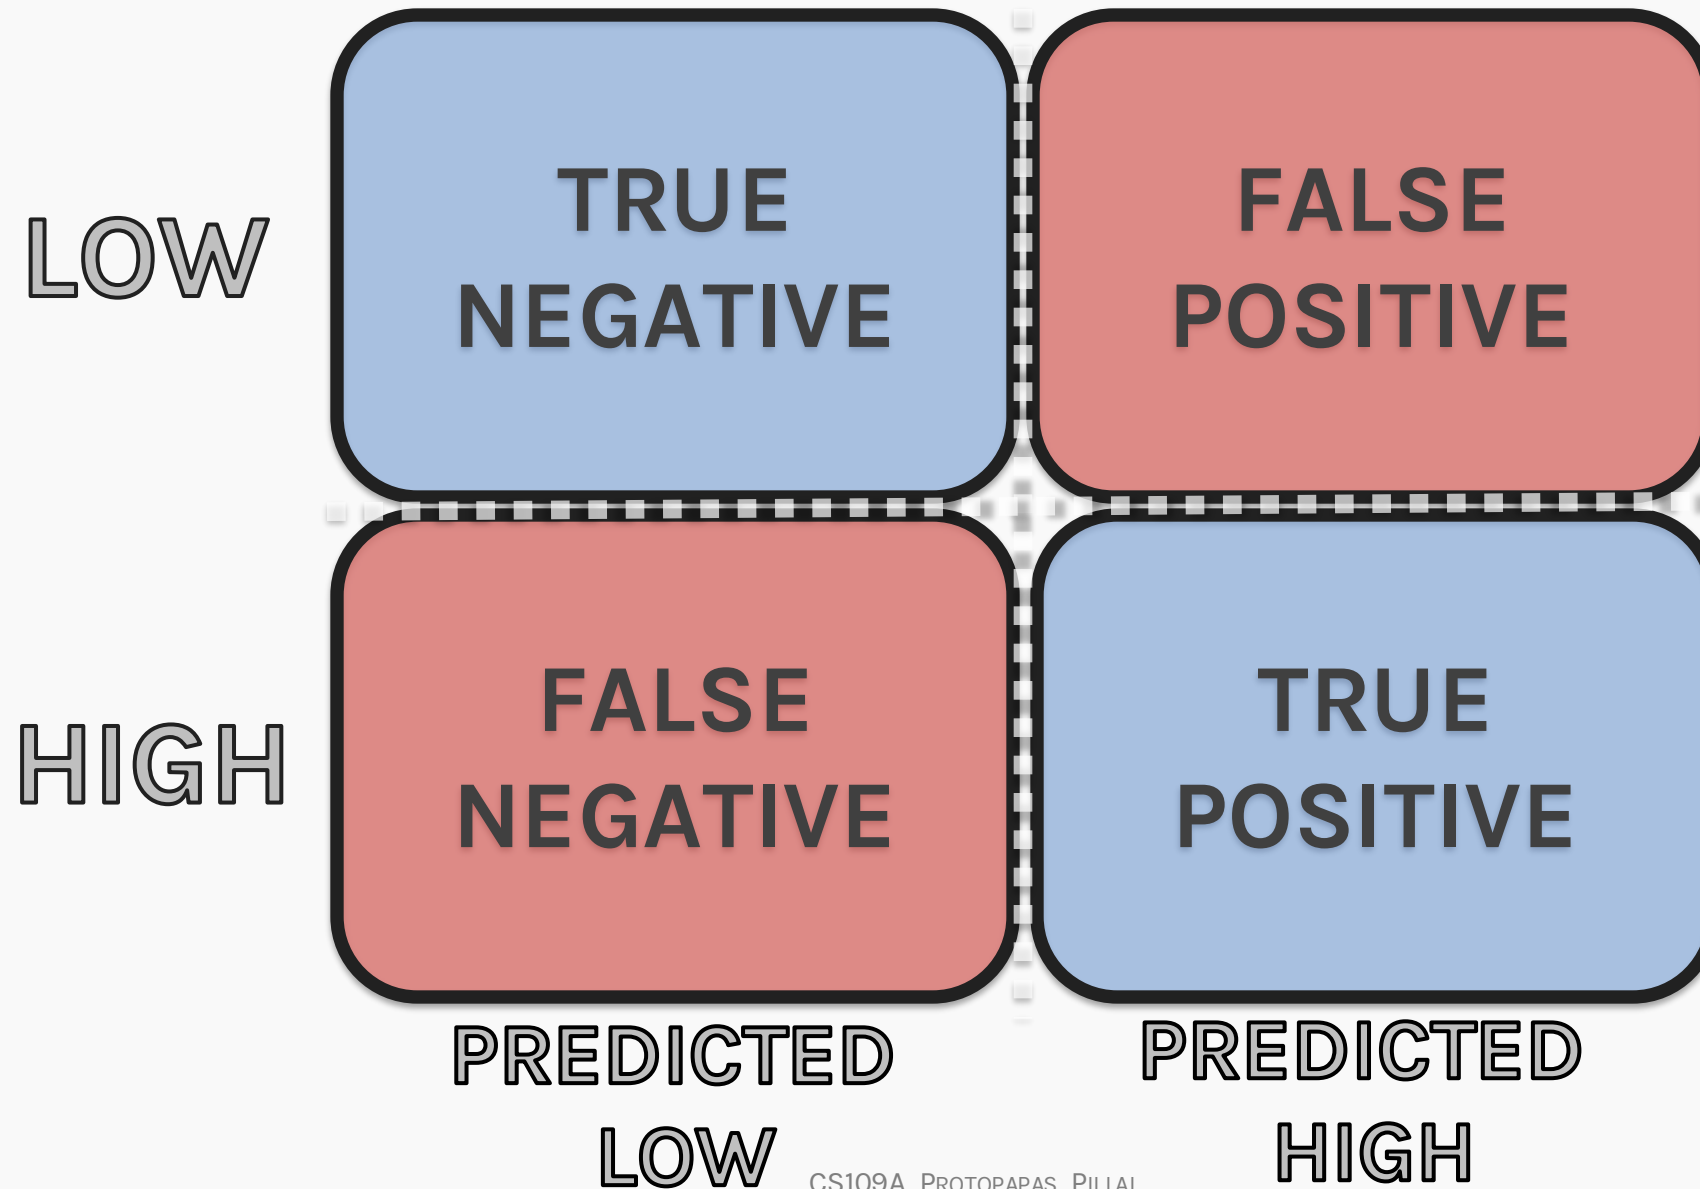 TRUE
NEGATIVE
FALSE
POSITIVE
LOW
FALSE
NEGATIVE
TRUE
POSITIVE
HIGH
PREDICTED
LOW
PREDICTED
HIGH
CS109A, PROTOPAPAS, PILLAI